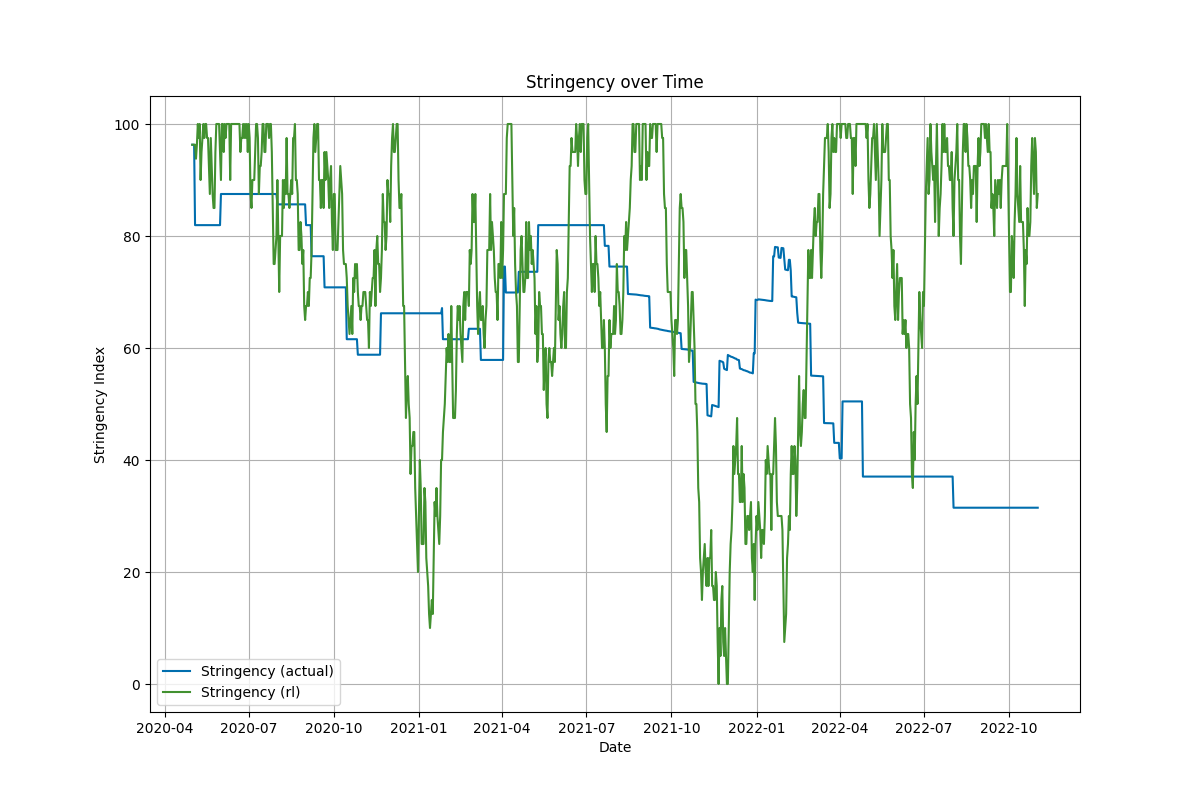 Stringency over Time
Stringency Index
100
80
60
40
20
0
Stringency (actual)
Stringency (rl)
2020-04 2020-07 2020-10 2021-01 2021-04 2021-07 2021-10 2022-01 2022-04 2022-07 2022-10
Date